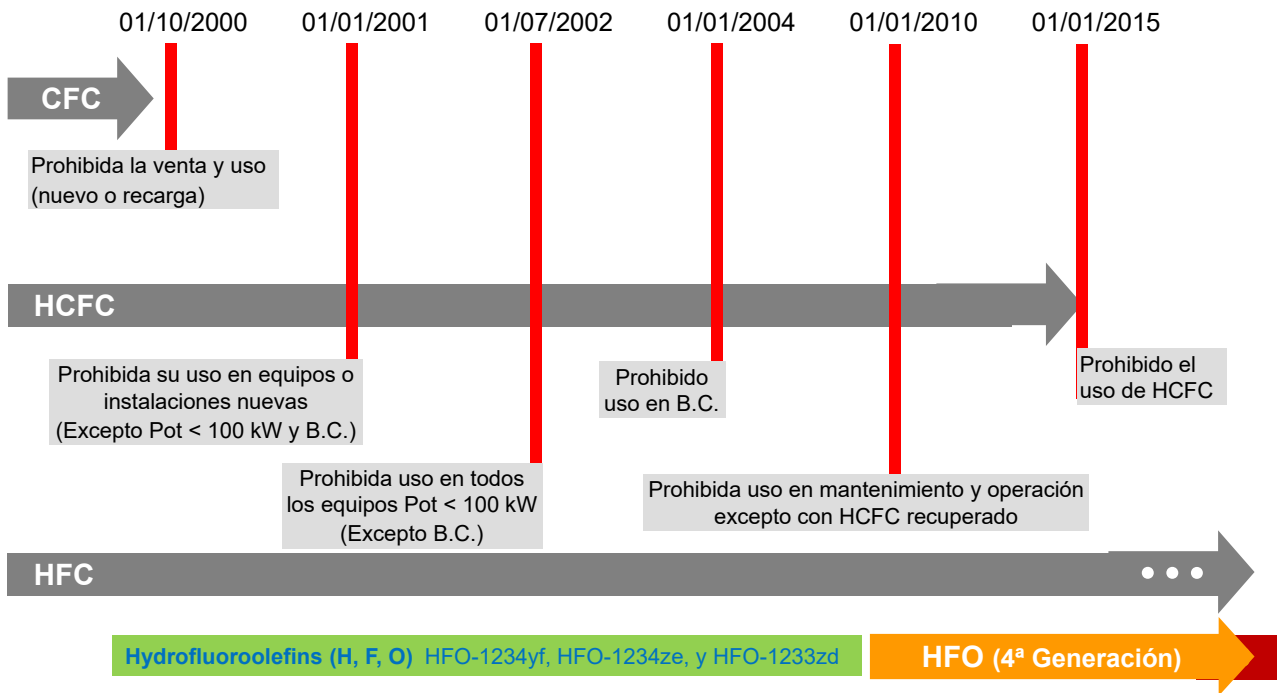 01/10/2000 01/01/2001 01/07/2002 01/01/2004 01/01/2010 01/01/2015
CFC
Prohibida la venta y uso
(nuevo o recarga)
HCFC
Prohibida su uso en equipos o
instalaciones nuevas
(Excepto Pot < 100 kW y B.C.)
Prohibida uso en todos
los equipos Pot < 100 kW
(Excepto B.C.)
Prohibido
uso en B.C.
Prohibida uso en mantenimiento y operación
excepto con HCFC recuperado
Prohibido el
uso de HCFC
HFC
Hydrofluoroolefins (H, F, O) HFO-1234yf, HFO-1234ze, y HFO-1233zd
HFO (4ª Generación)